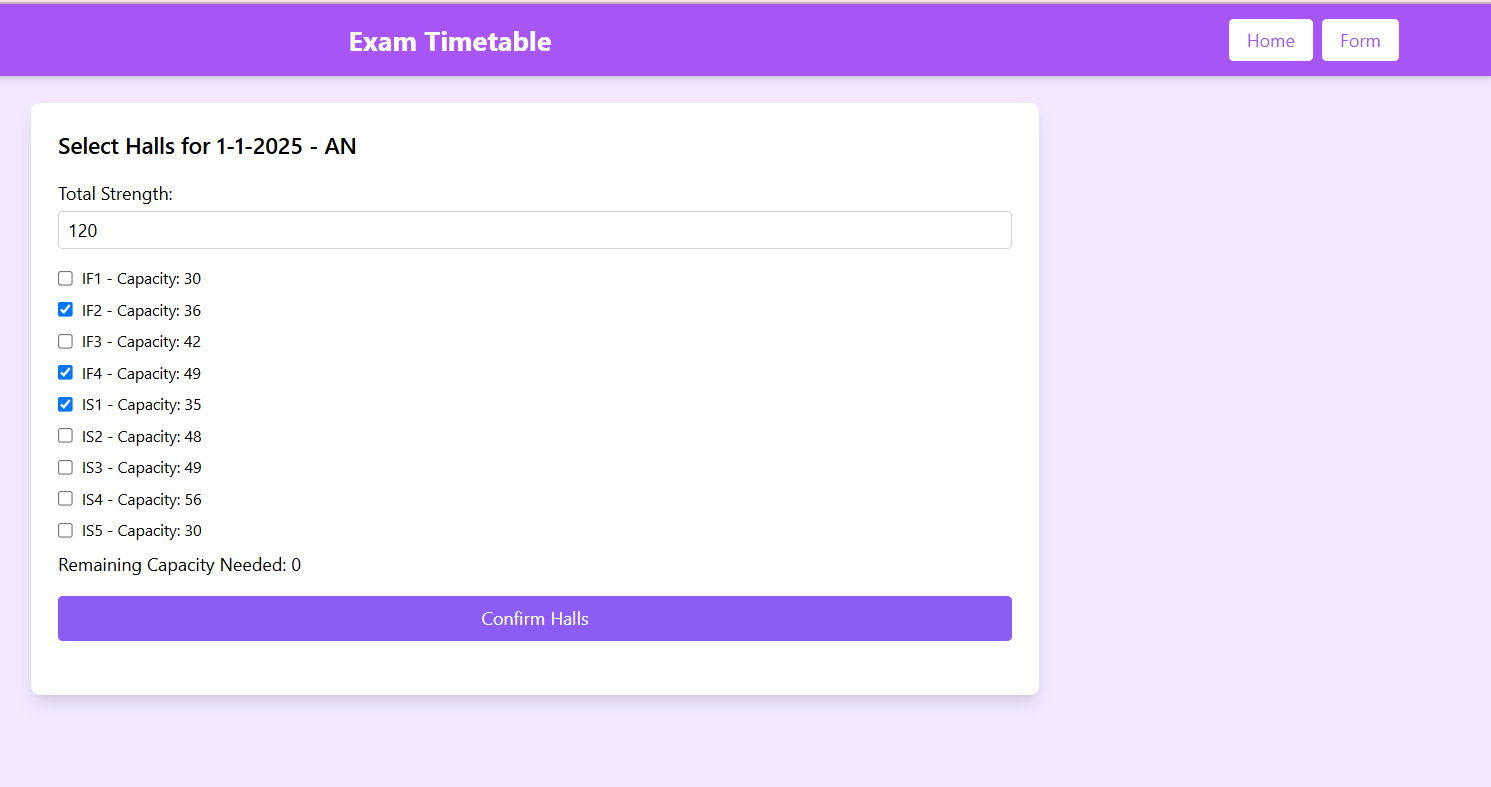 Exam Timetable
Home
Form
Select Halls for 1-1-2025 - AN
Total Strength:
120
IF1 - Capacity: 30
IF2 - Capacity: 36
IF3 - Capacity: 42
IF4 - Capacity: 49
IS1 - Capacity: 35
IS2 - Capacity: 48
IS3 - Capacity: 49
IS4 - Capacity: 56
IS5 - Capacity: 30
Remaining Capacity Needed: 0
Confirm Halls